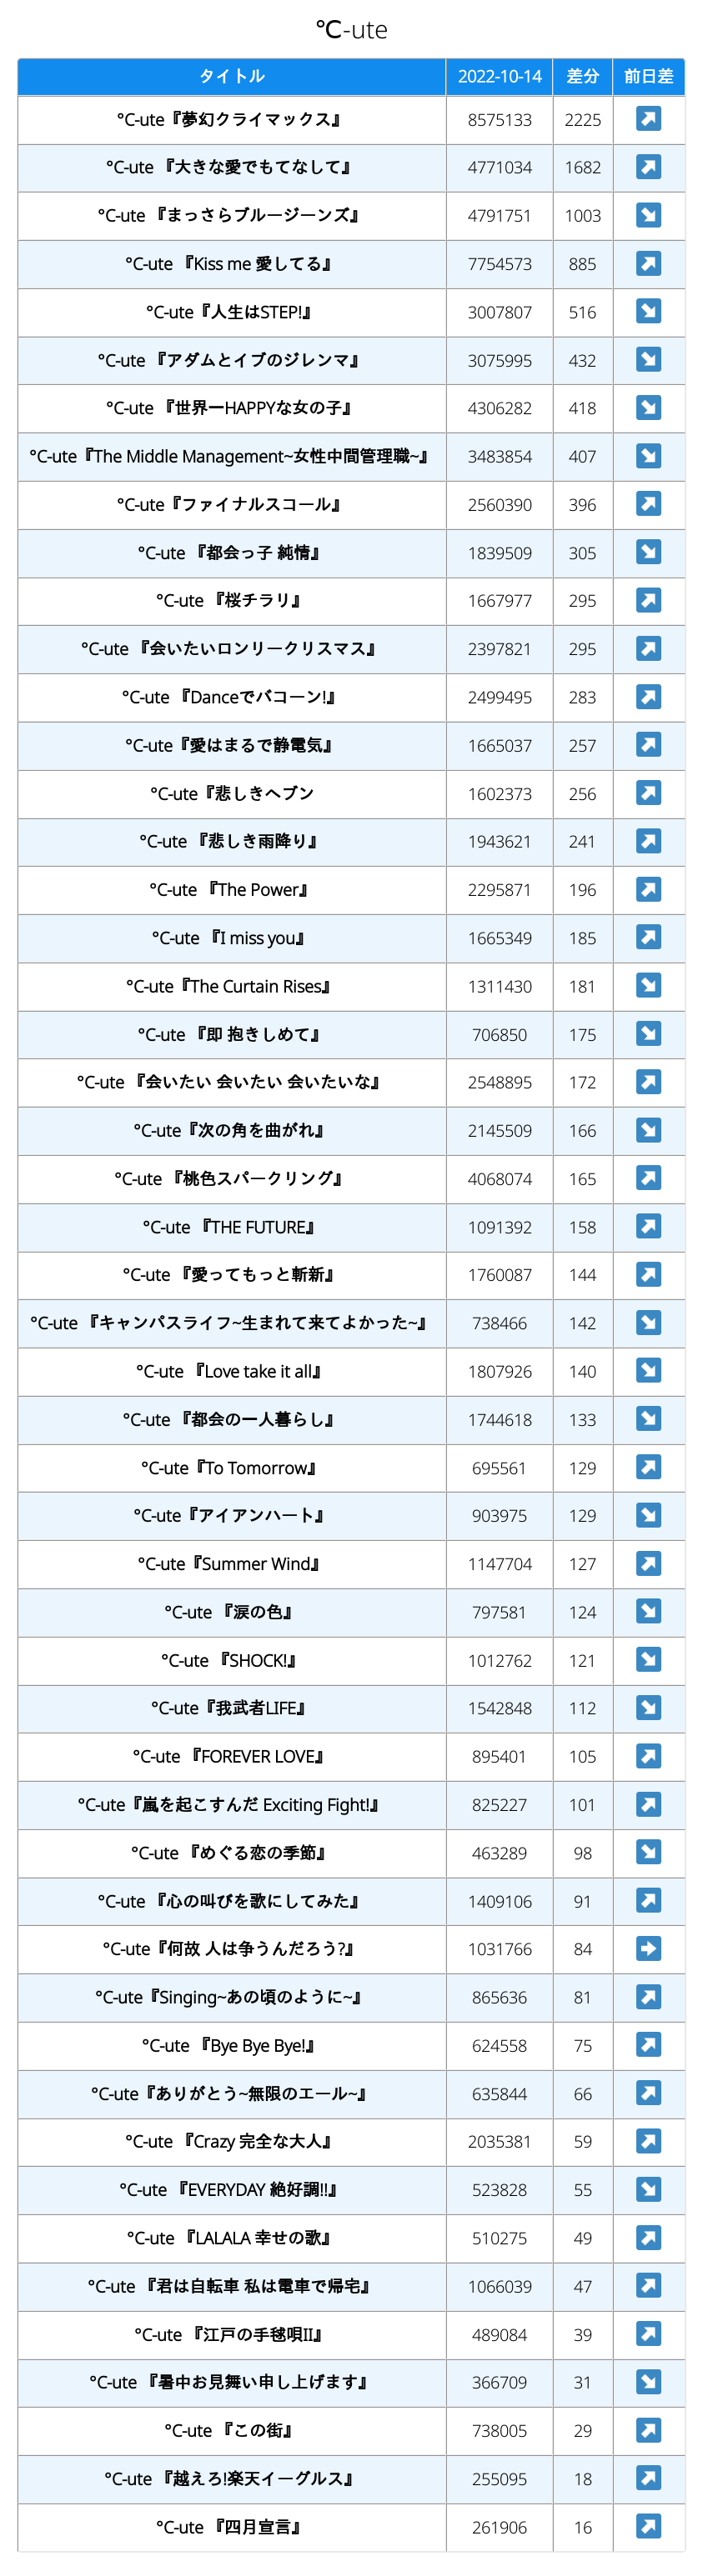 ℃-ute
タイトル 2022-10-14 差分 前日差
°C-ute『夢幻クライマックス』 8575133 2225 ↗
°C-ute 『大きな愛でもてなして』 4771034 1682 ↗
°C-ute 『まっさらブルージーンズ』 4791751 1003 ↘
°C-ute 『Kiss me 愛してる』 7754573 885 ↗
°C-ute『人生はSTEP!』 3007807 516 ↘
°C-ute 『アダムとイブのジレンマ』 3075995 432 ↘
°C-ute 『世界一HAPPYな女の子』 4306282 418 ↘
°C-ute『The Middle Management~女性中間管理職~』 3483854 407 ↘
°C-ute『ファイナルスコール』 2560390 396 ↗
°C-ute 『都会っ子 純情』 1839509 305 ↘
°C-ute 『桜チラリ』 1667977 295 ↗
°C-ute 『会いたいロンリークリスマス』 2397821 295 ↗
°C-ute 『Danceでバコーン!』 2499495 283 ↗
°C-ute『愛はまるで静電気』 1665037 257 ↗
°C-ute『悲しきヘブン 1602373 256 ↗
°C-ute 『悲しき雨降り』 1943621 241 ↗
°C-ute 『The Power』 2295871 196 ↗
°C-ute 『I miss you』 1665349 185 ↗
°C-ute『The Curtain Rises』 1311430 181 ↘
°C-ute 『即 抱きしめて』 706850 175 ↘
°C-ute 『会いたい 会いたい 会いたいな』 2548895 172 ↗
°C-ute『次の角を曲がれ』 2145509 166 ↘
°C-ute 『桃色スパークリング』 4068074 165 ↗
°C-ute 『THE FUTURE』 1091392 158 ↗
°C-ute 『愛ってもっと斬新』 1760087 144 ↗
°C-ute 『キャンパスライフ~生まれて来てよかった~』 738466 142 ↘
°C-ute 『Love take it all』 1807926 140 ↘
°C-ute 『都会の一人暮らし』 1744618 133 ↘
°C-ute『To Tomorrow』 695561 129 ↗
°C-ute『アイアンハート』 903975 129 ↘
°C-ute『Summer Wind』 1147704 127 ↗
°C-ute 『涙の色』 797581 124 ↘
°C-ute 『SHOCK!』 1012762 121 ↘
°C-ute『我武者LIFE』 1542848 112 ↘
°C-ute 『FOREVER LOVE』 895401 105 ↗
°C-ute『嵐を起こすんだ Exciting Fight!』 825227 101 ↗
°C-ute 『めぐる恋の季節』 463289 98 ↘
°C-ute 『心の叫びを歌にしてみた』 1409106 91 ↗
°C-ute『何故 人は争うんだろう?』 1031766 84 →
°C-ute『Singing~あの頃のように~』 865636 81 ↗
°C-ute 『Bye Bye Bye!』 624558 75 ↗
°C-ute『ありがとう~無限のエール~』 635844 66 ↗
°C-ute 『Crazy 完全な大人』 2035381 59 ↗
°C-ute 『EVERYDAY 絶好調!!』 523828 55 ↘
°C-ute 『LALALA 幸せの歌』 510275 49 ↗
°C-ute 『君は自転車 私は電車で帰宅』 1066039 47 ↗
°C-ute 『江戸の手毬唄II』 489084 39 ↗
°C-ute 『暑中お見舞い申し上げます』 366709 31 ↘
°C-ute 『この街』 738005 29 ↗
°C-ute 『越えろ!楽天イーグルス』 255095 18 ↗
°C-ute 『四月宣言』 261906 16 ↗